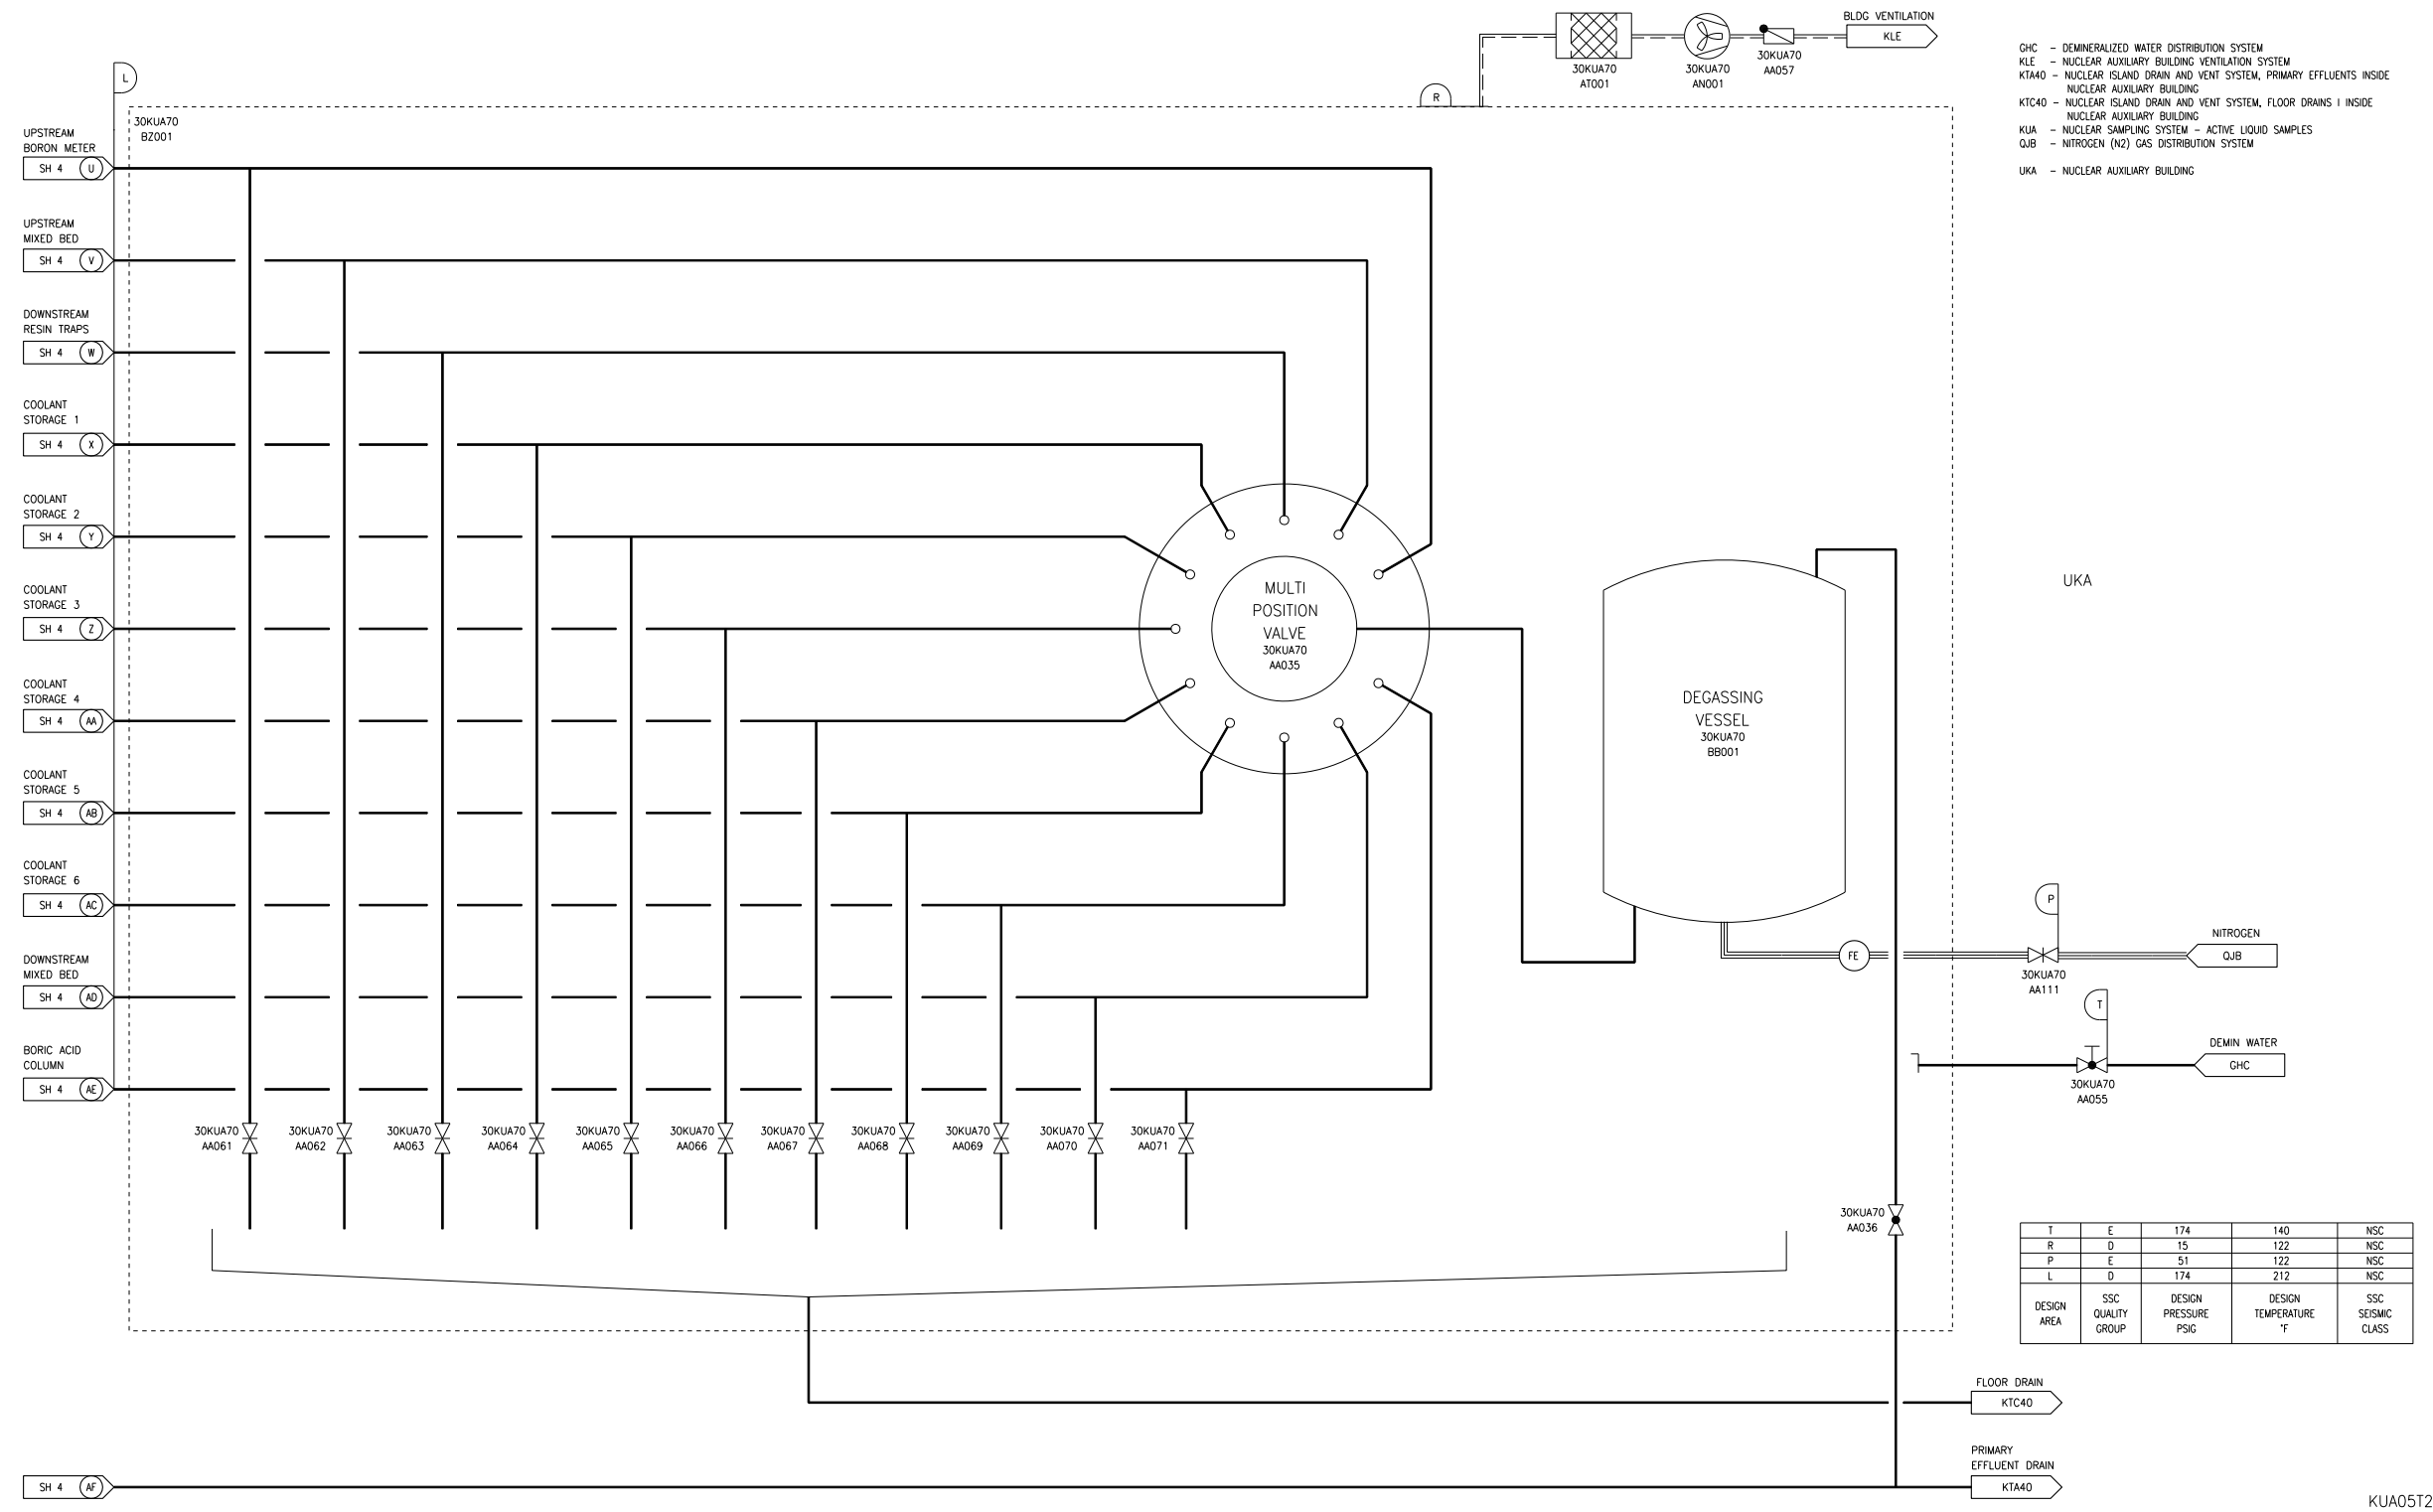 BLDG VENTILATION
KLE
30KUA70
AT001
30KUA70
AN001
30KUA70
AA057
L
R
GHC – DEMINERALIZED WATER DISTRIBUTION SYSTEM
KLE – NUCLEAR AUXILIARY BUILDING VENTILATION SYSTEM
KTA40 – NUCLEAR ISLAND DRAIN AND VENT SYSTEM, PRIMARY EFFLUENTS INSIDE
NUCLEAR AUXILIARY BUILDING
KTC40 – NUCLEAR ISLAND DRAIN AND VENT SYSTEM, FLOOR DRAINS I INSIDE
NUCLEAR AUXILIARY BUILDING
KUA – NUCLEAR SAMPLING SYSTEM – ACTIVE LIQUID SAMPLES
QJB – NITROGEN (N2) GAS DISTRIBUTION SYSTEM
UKA – NUCLEAR AUXILIARY BUILDING
30KUA70
BZ001
UPSTREAM
BORON METER
SH 4 U
UPSTREAM
MIXED BED
SH 4 V
DOWNSTREAM
RESIN TRAPS
SH 4 W
COOLANT
STORAGE 1
SH 4 X
COOLANT
STORAGE 2
SH 4 Y
COOLANT
STORAGE 3
SH 4 Z
COOLANT
STORAGE 4
SH 4 AA
COOLANT
STORAGE 5
SH 4 AB
COOLANT
STORAGE 6
SH 4 AC
DOWNSTREAM
MIXED BED
SH 4 AD
BORIC ACID
COLUMN
SH 4 AE
MULTI
POSITION
VALVE
30KUA70
AA035
DEGASSING
VESSEL
30KUA70
BB001
UKA
P
FE
NITROGEN
QJB
30KUA70
AA111
T
DEMIN WATER
GHC
30KUA70
AA055
30KUA70
AA061
30KUA70
AA062
30KUA70
AA063
30KUA70
AA064
30KUA70
AA065
30KUA70
AA066
30KUA70
AA067
30KUA70
AA068
30KUA70
AA069
30KUA70
AA070
30KUA70
AA071
30KUA70
AA036
T E 174 140 NSC
R D 15 122 NSC
P E 51 122 NSC
L D 174 212 NSC
DESIGN
AREA
SSC
QUALITY
GROUP
DESIGN
PRESSURE
PSIG
DESIGN
TEMPERATURE
°F
SSC
SEISMIC
CLASS
FLOOR DRAIN
KTC40
PRIMARY
EFFLUENT DRAIN
KTA40
SH 4 AF
KUA05T2